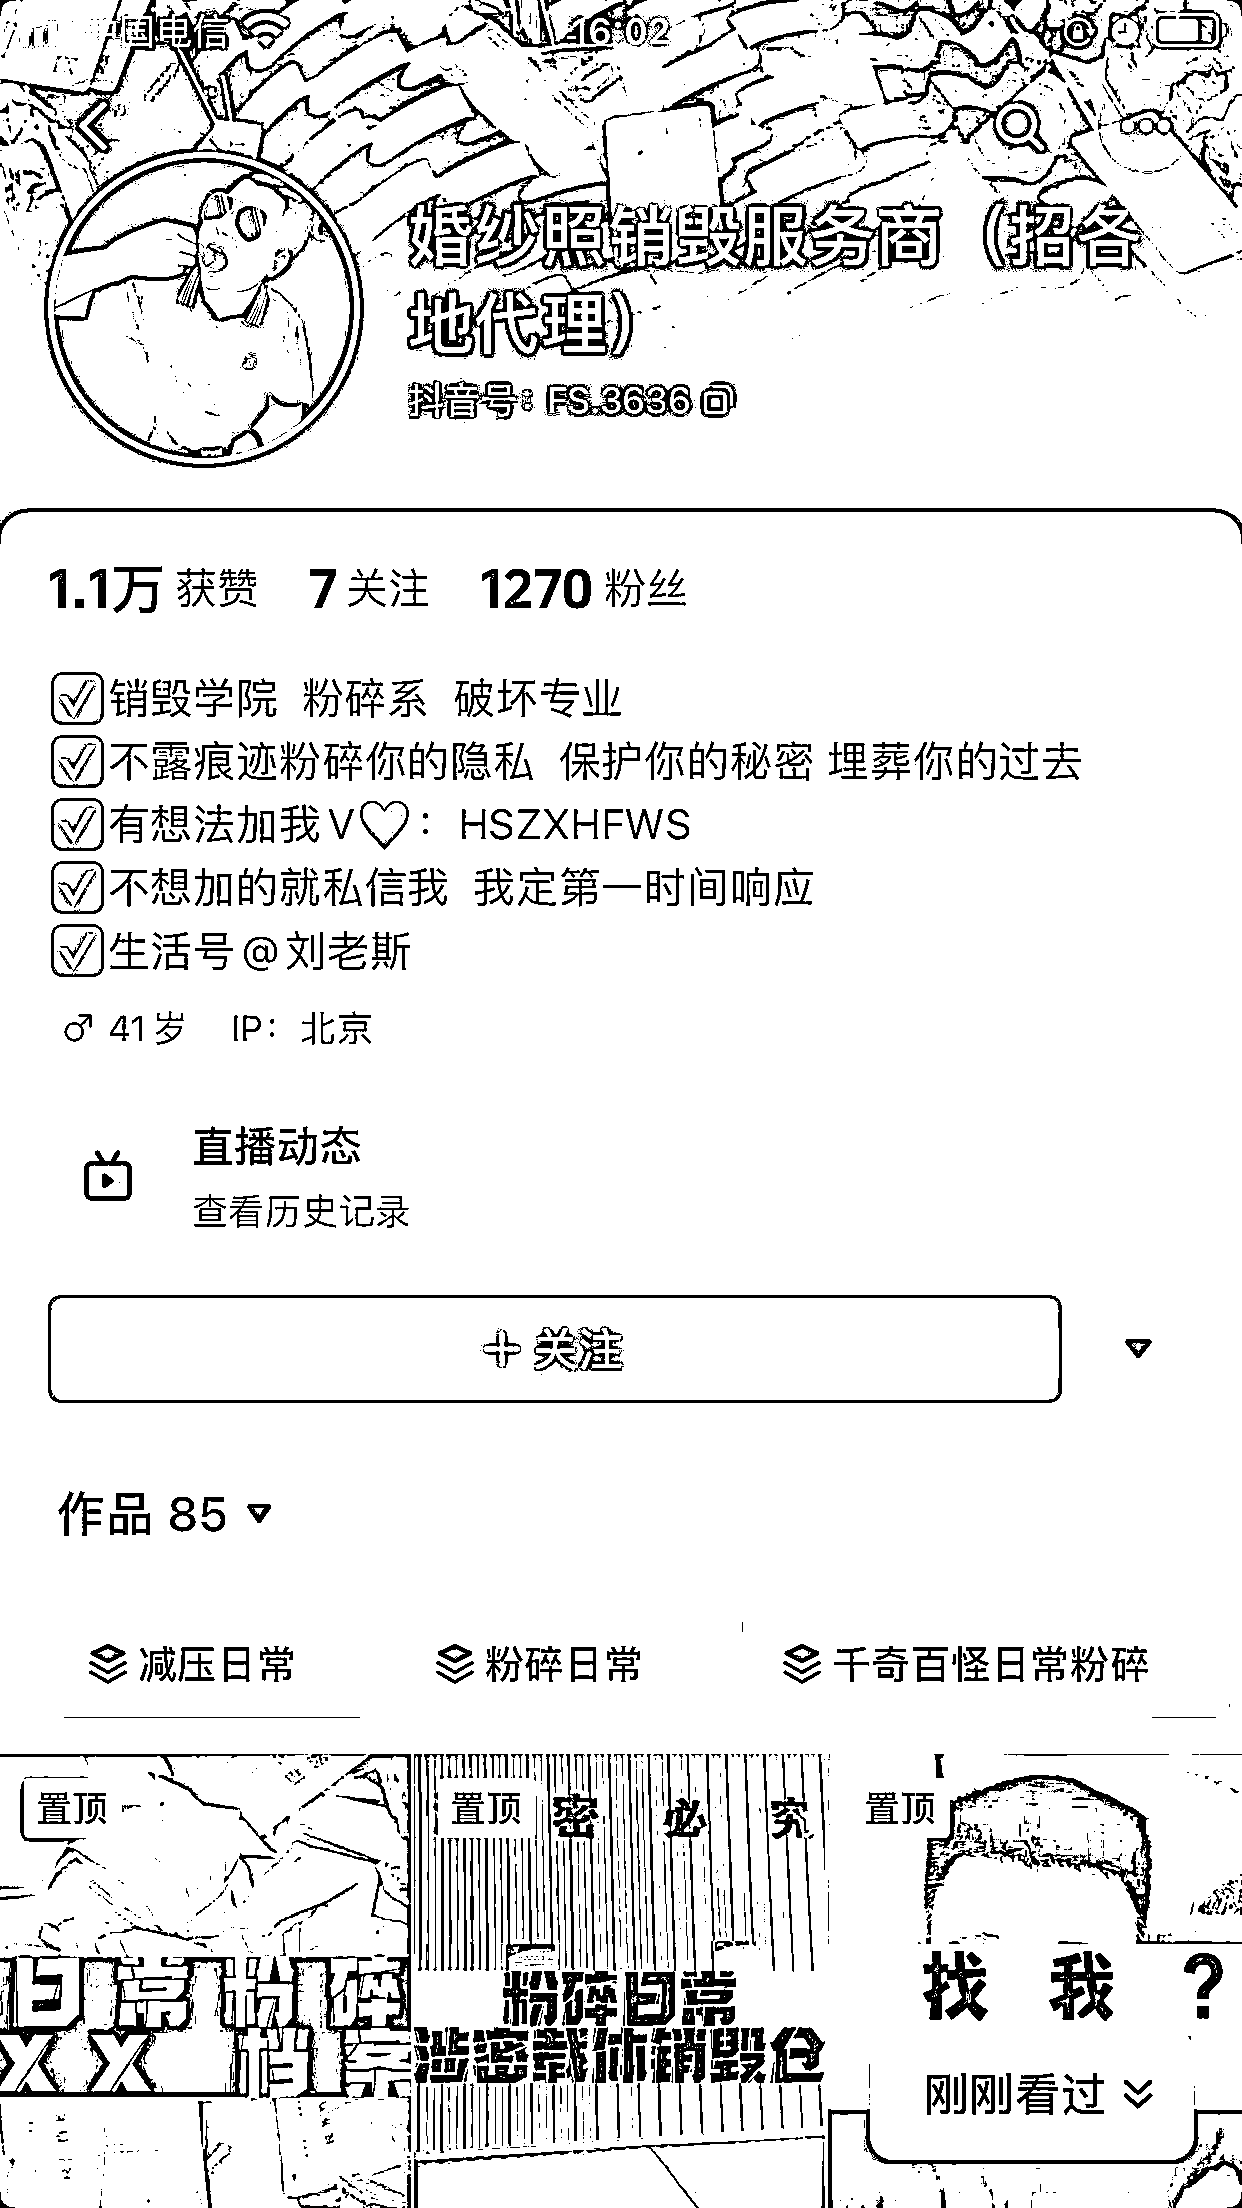 中国电信 16:02
婚纱照销毁服务商（招各
地代理）
抖音号：FS.3636
1.1万 获赞 7 关注 1270 粉丝
销毁学院 粉碎系 破坏专业
不露痕迹粉碎你的隐私 保护你的秘密 埋葬你的过去
有想法加我V♡：HSZXHFWS
不想加的就私信我 我定第一时间响应
生活号@刘老斯
♂ 41岁 IP：北京
直播动态
查看历史记录
+ 关注
作品 85
减压日常 粉碎日常 千奇百怪日常粉碎
置顶 置顶 密 必 究 置顶
日常粉碎
XX档案
粉碎日常
涉密载体销毁仓
找 我 ？
刚刚看过